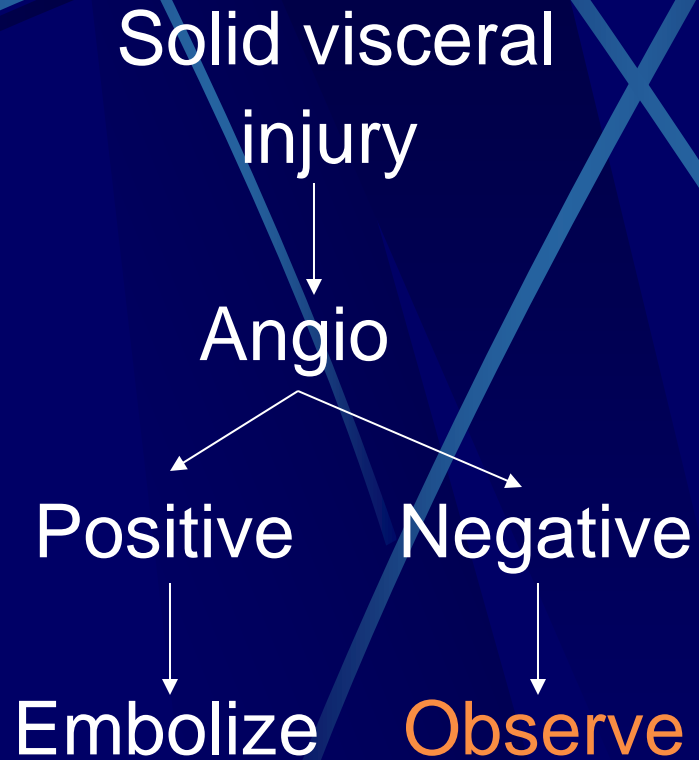 Solid visceral
injury
Angio
Positive Negative
Embolize Observe